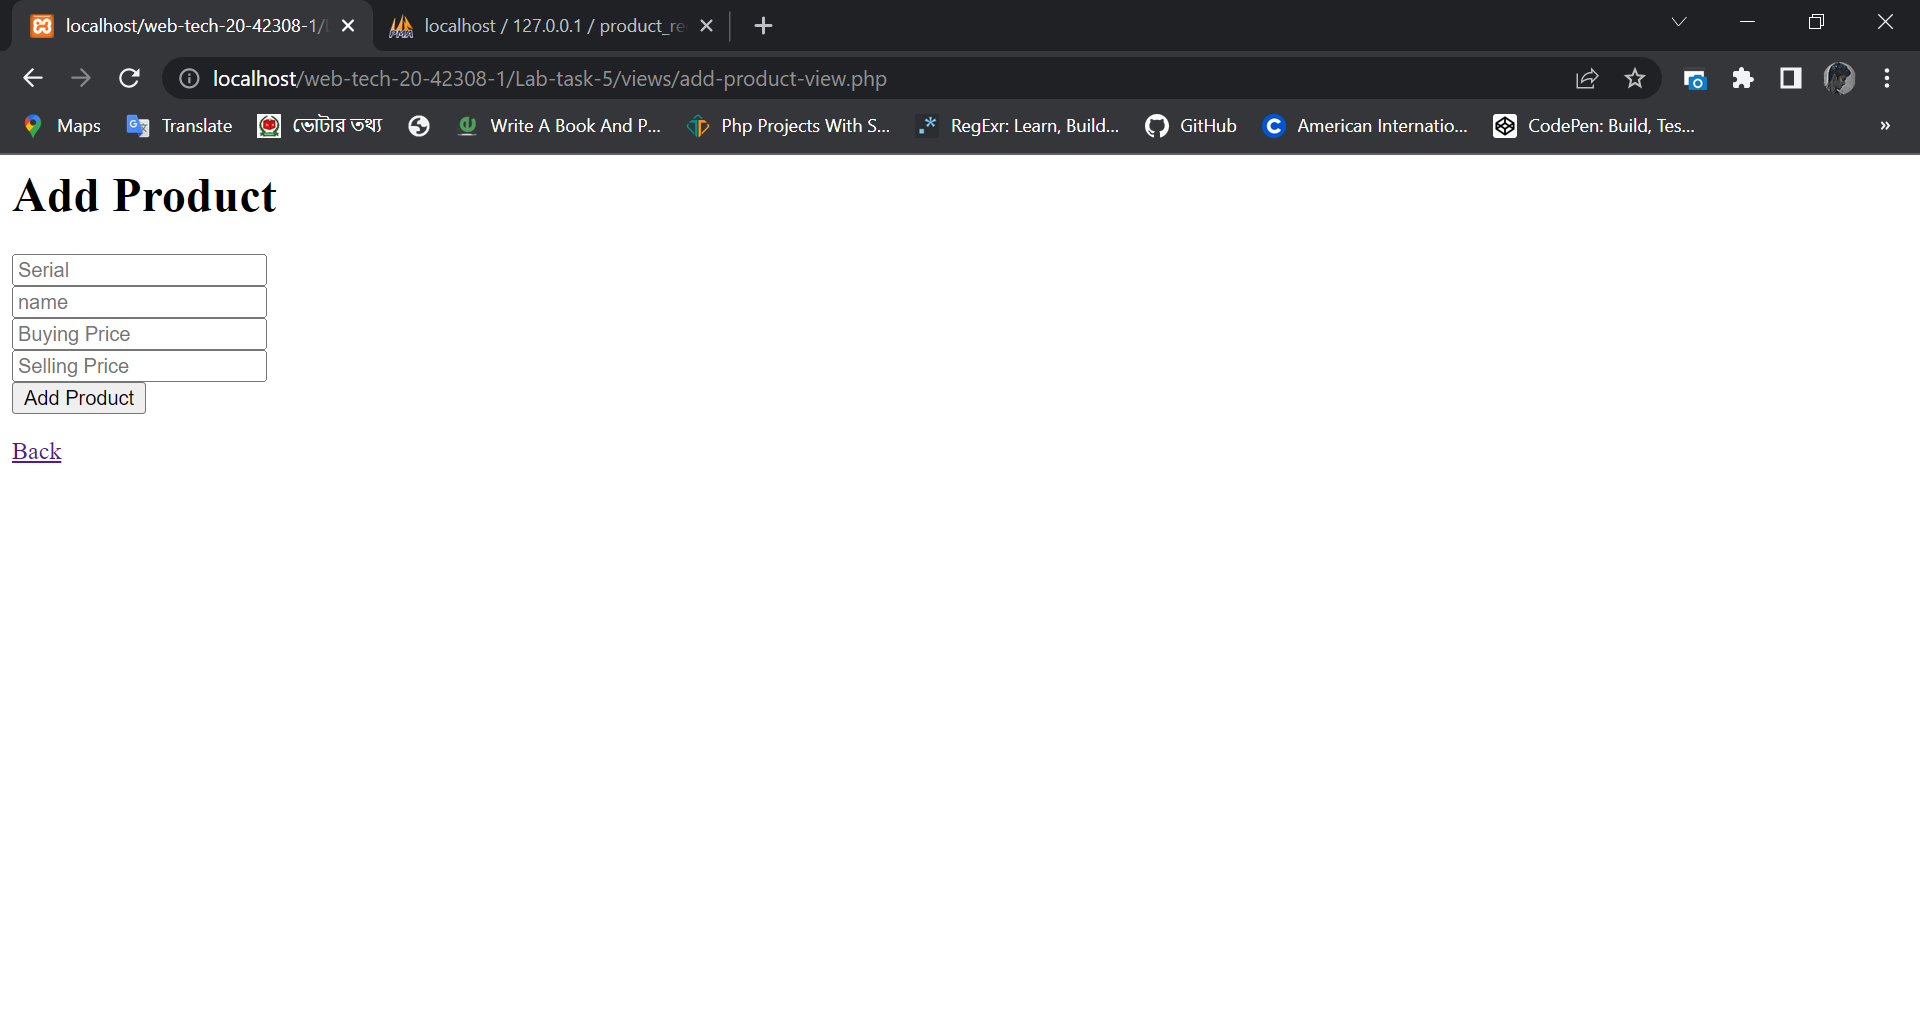 localhost/web-tech-20-42308-1/
localhost / 127.0.0.1 / product_re
localhost/web-tech-20-42308-1/Lab-task-5/views/add-product-view.php
Maps
Translate
ভোটার তথ্য
Write A Book And P...
Php Projects With S...
RegExr: Learn, Build...
GitHub
American Internatio...
CodePen: Build, Tes...
»
Add Product
Serial
name
Buying Price
Selling Price
Add Product
Back